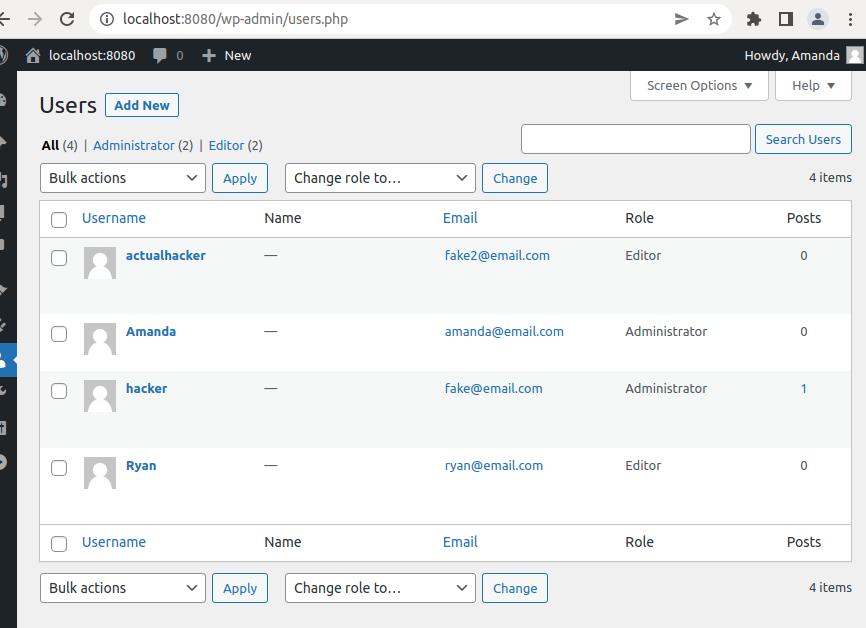 localhost:8080/wp-admin/users.php
localhost:8080 0 + New Howdy, Amanda
Screen Options ▼ Help ▼
Users Add New
All (4) | Administrator (2) | Editor (2)
Search Users
Bulk actions Apply Change role to… Change 4 items
Username Name Email Role Posts
actualhacker — fake2@email.com Editor 0
Amanda — amanda@email.com Administrator 0
hacker — fake@email.com Administrator 1
Ryan — ryan@email.com Editor 0
Username Name Email Role Posts
Bulk actions Apply Change role to… Change 4 items